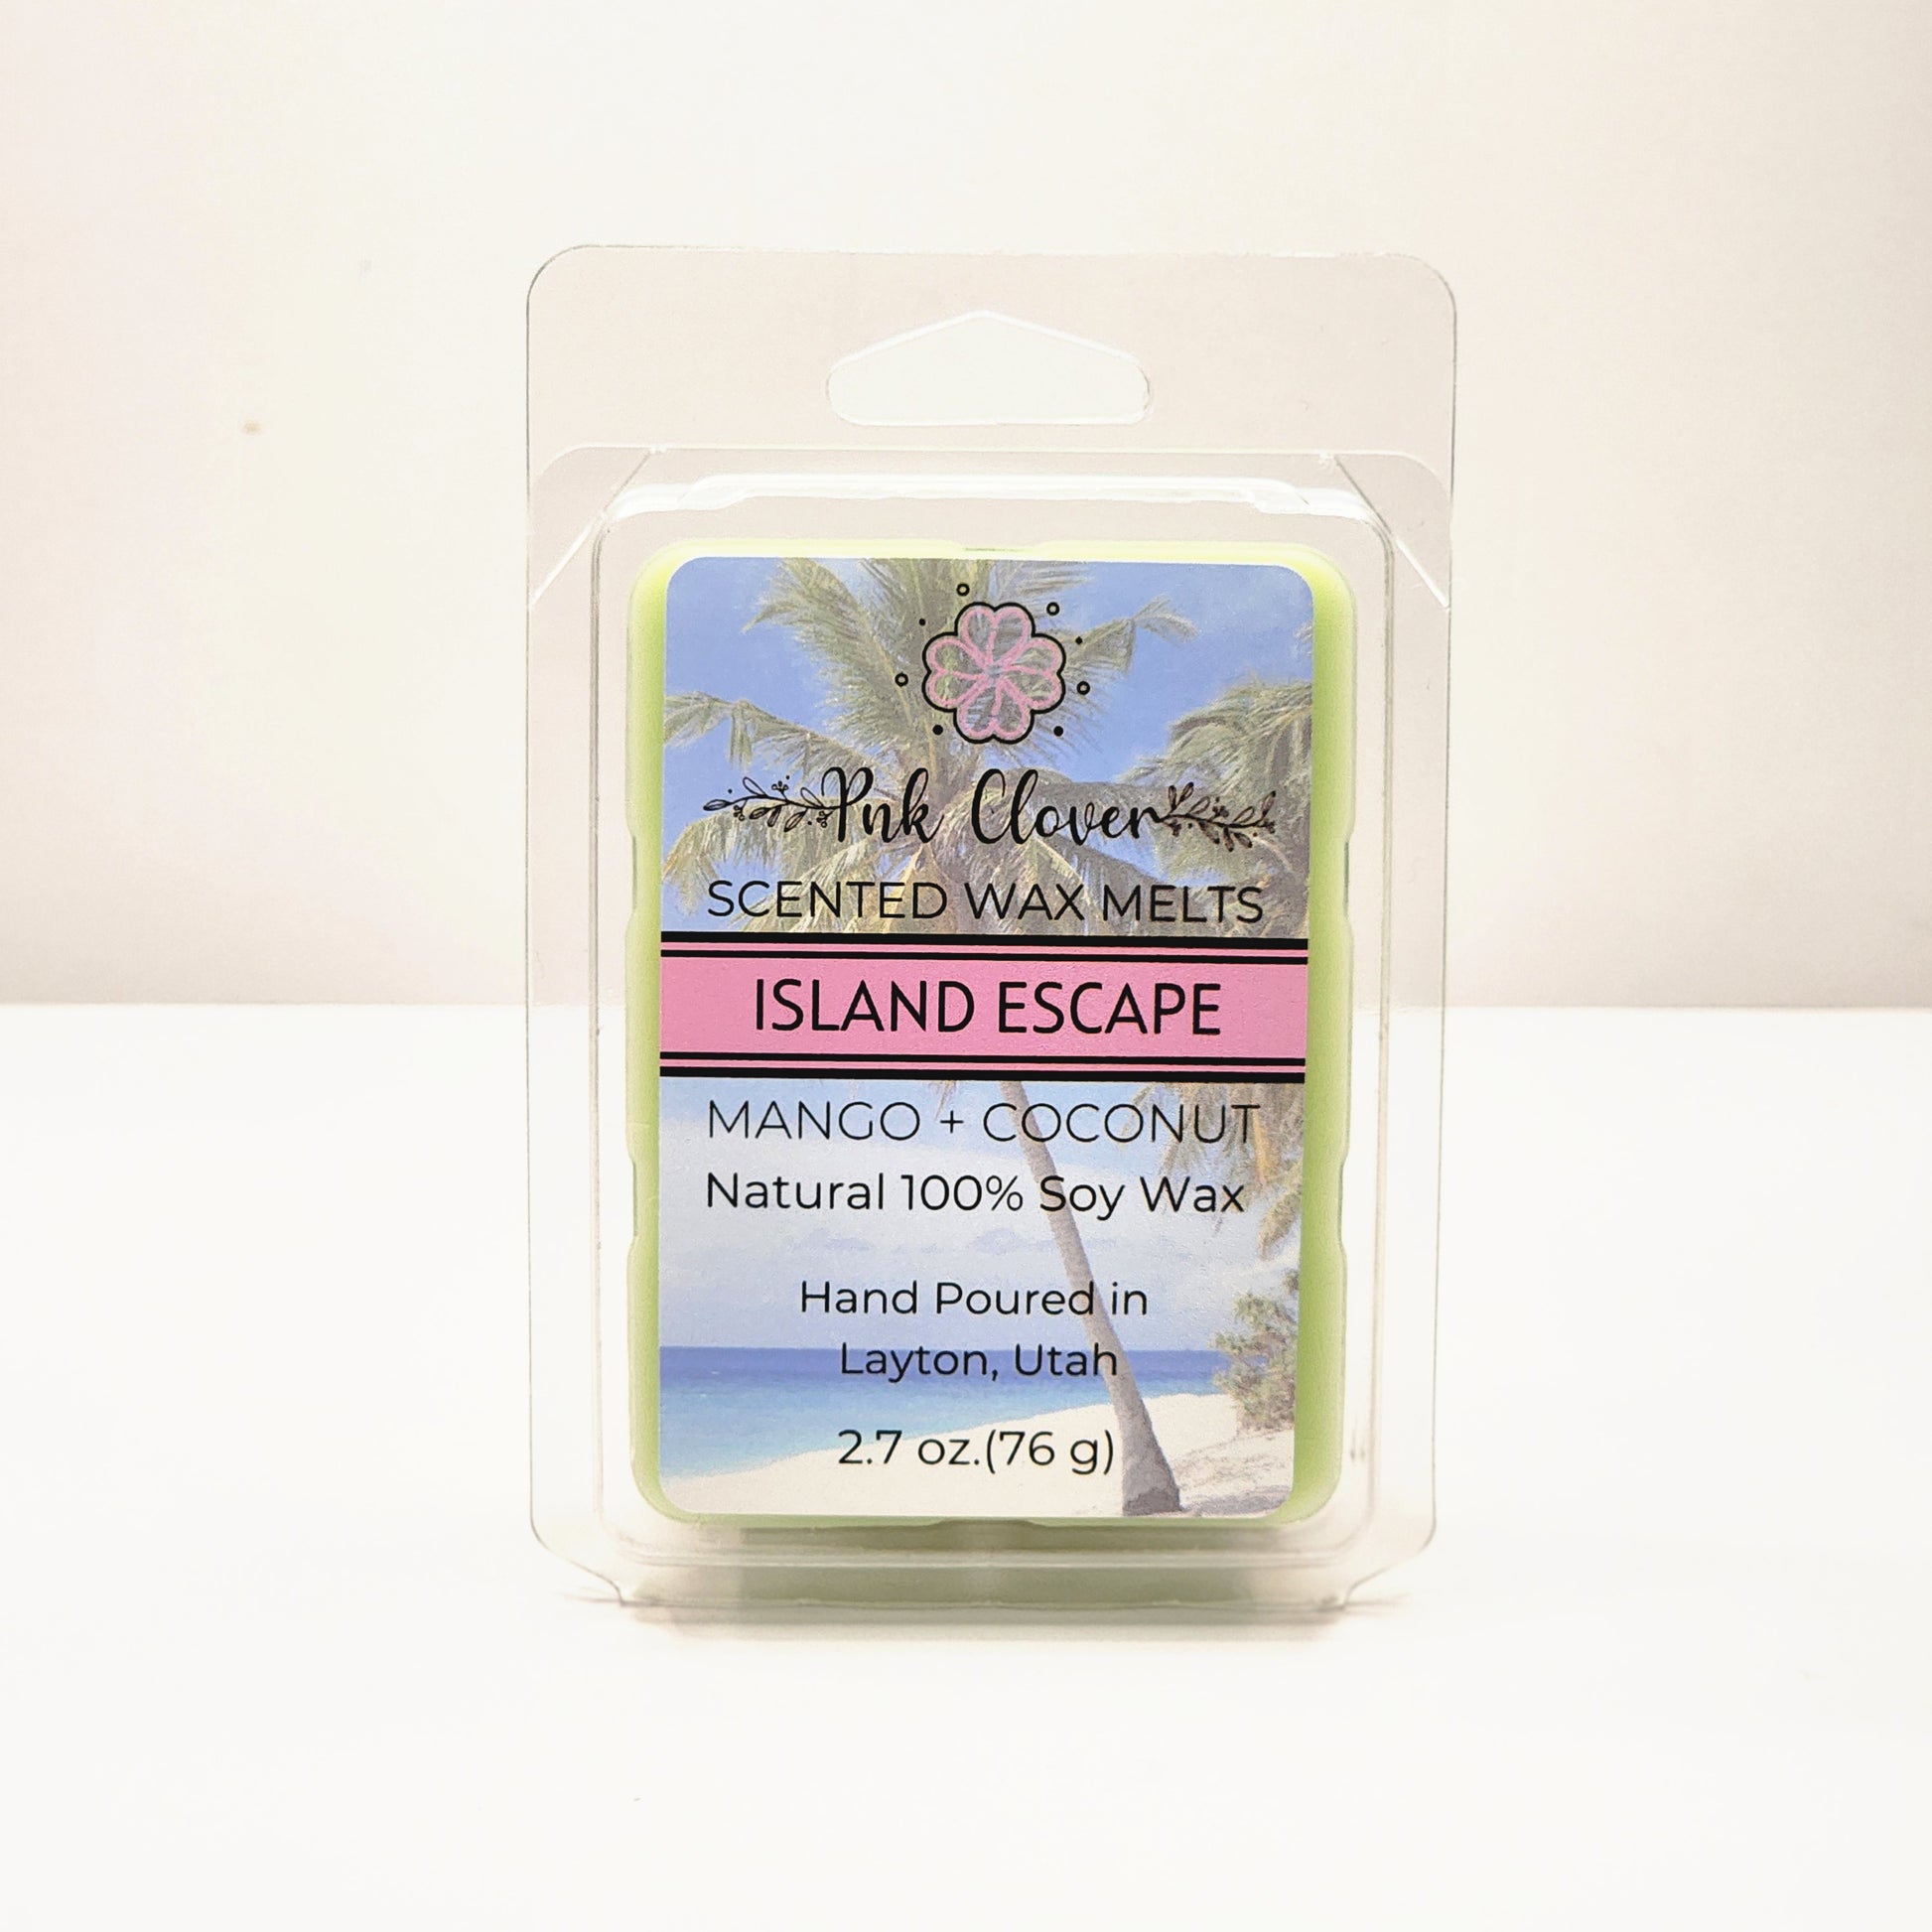 Pnk Clover
SCENTED WAX MELTS
ISLAND ESCAPE
MANGO + COCONUT
Natural 100% Soy Wax
Hand Poured in
Layton, Utah
2.7 oz.(76 g)